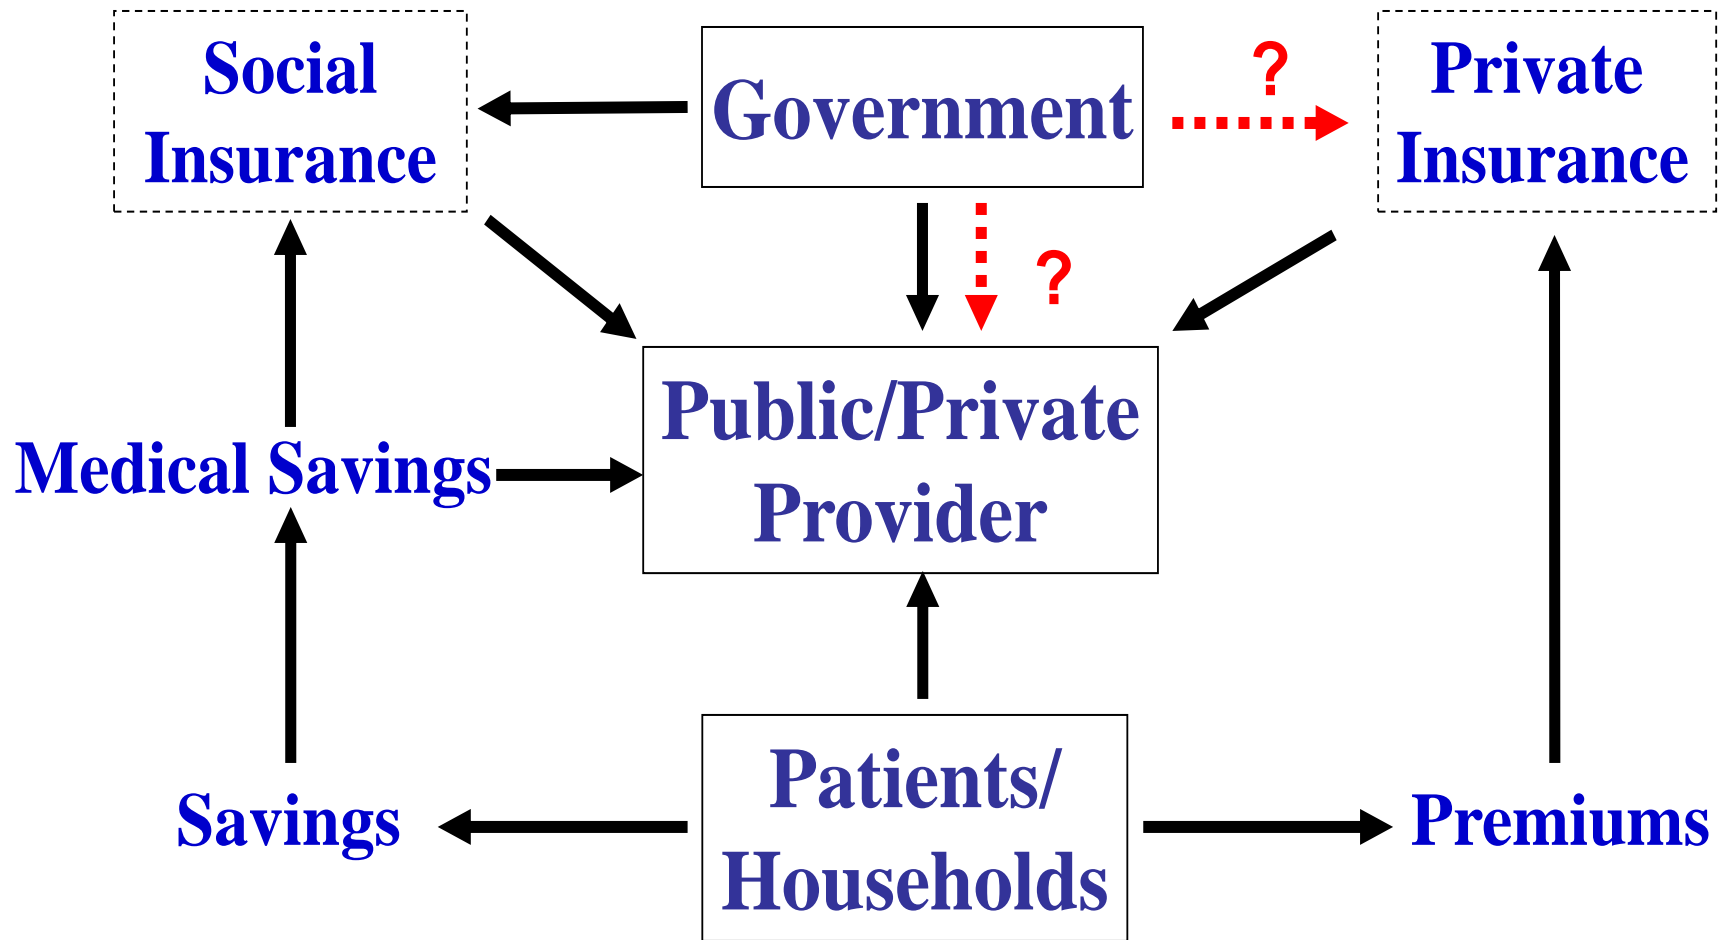 Social
Insurance
Government
?
Private
Insurance
?
Public/Private
Provider
Medical Savings
Patients/
Households
Savings
Premiums